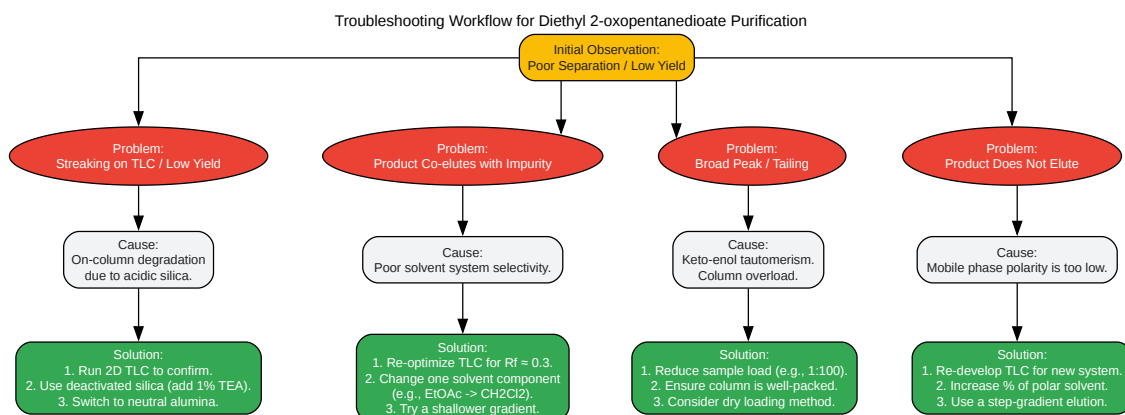 Troubleshooting Workflow for Diethyl 2-oxopentanedioate Purification
Initial Observation:
Poor Separation / Low Yield
Problem:
Streaking on TLC / Low Yield
Problem:
Product Co-elutes with Impurity
Problem:
Broad Peak / Tailing
Problem:
Product Does Not Elute
Cause:
On-column degradation
due to acidic silica.
Cause:
Poor solvent system selectivity.
Cause:
Keto-enol tautomerism.
Column overload.
Cause:
Mobile phase polarity is too low.
Solution:
1. Run 2D TLC to confirm.
2. Use deactivated silica (add 1% TEA).
3. Switch to neutral alumina.
Solution:
1. Re-optimize TLC for Rf ≈ 0.3.
2. Change one solvent component
(e.g., EtOAc -> CH2Cl2).
3. Try a shallower gradient.
Solution:
1. Reduce sample load (e.g., 1:100).
2. Ensure column is well-packed.
3. Consider dry loading method.
Solution:
1. Re-develop TLC for new system.
2. Increase % of polar solvent.
3. Use a step-gradient elution.